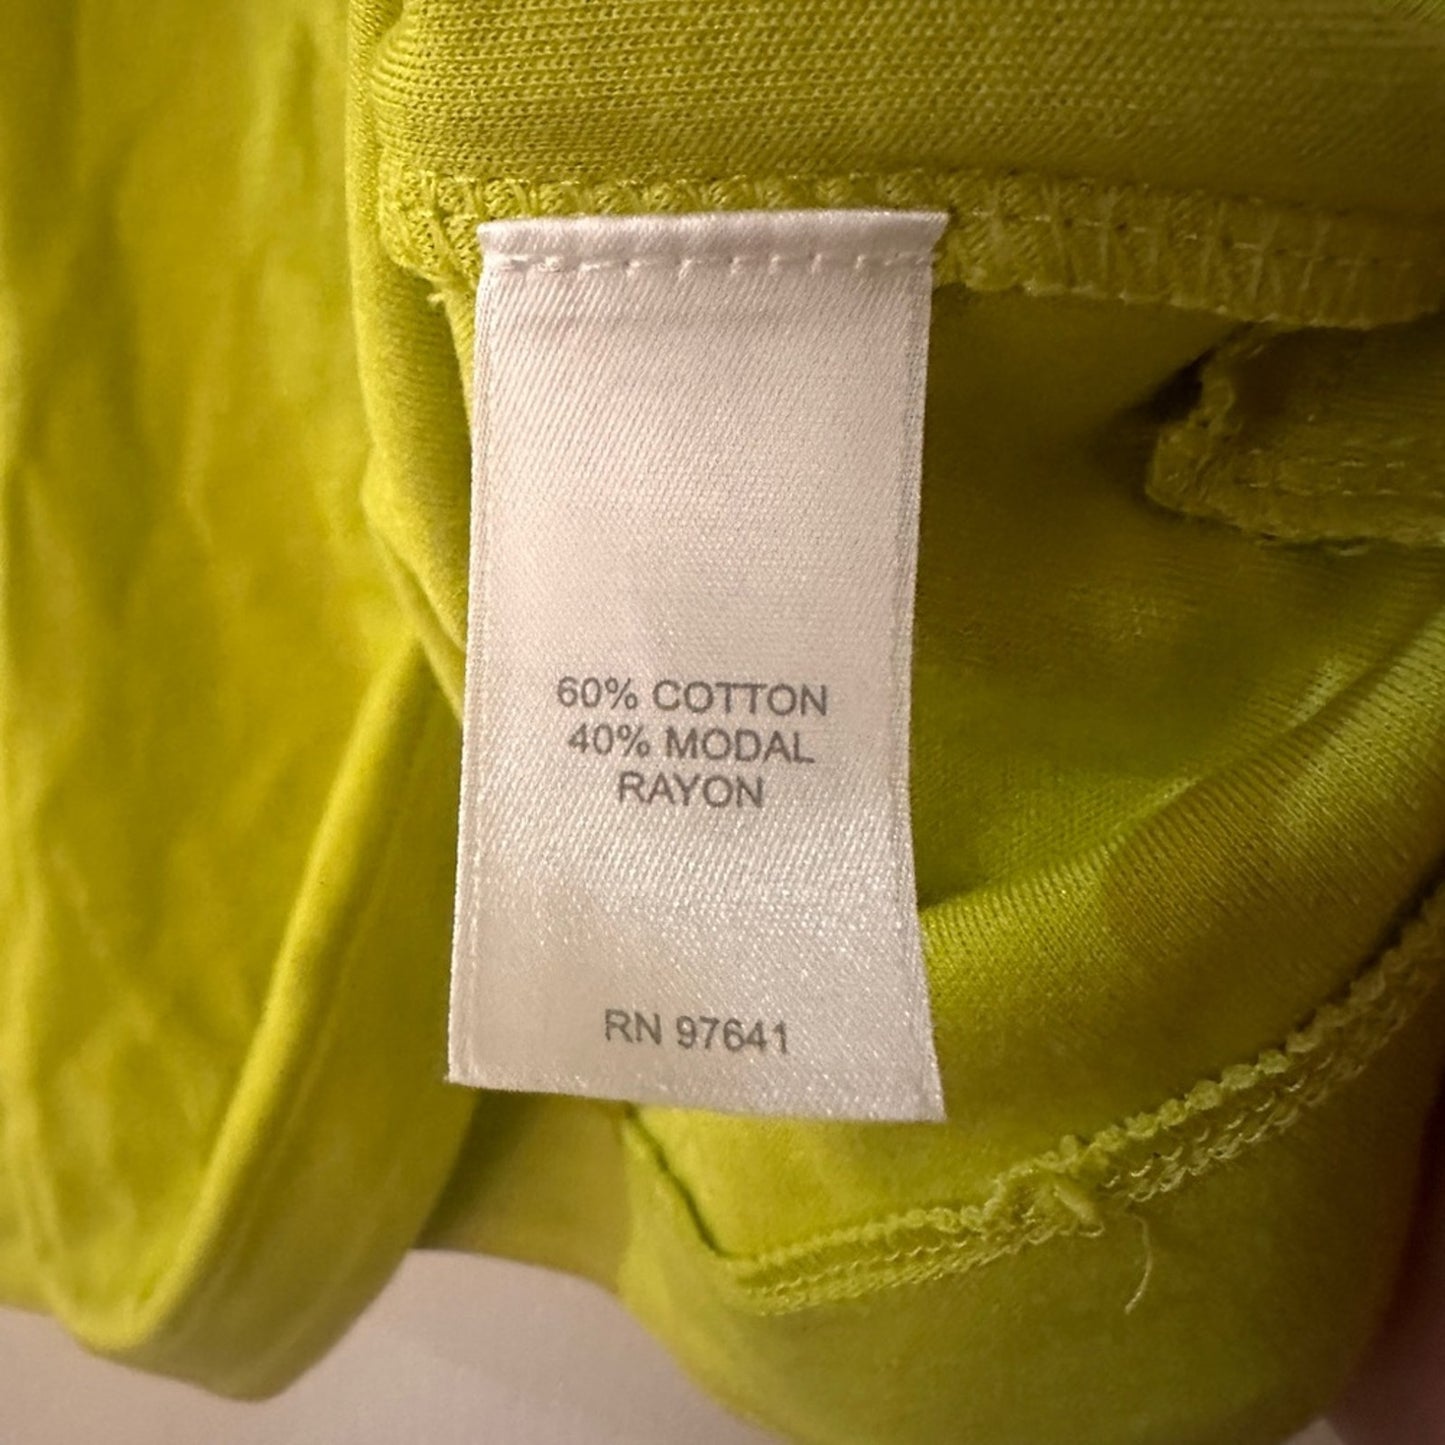 60% COTTON
40% MODAL
RAYON
RN 97641